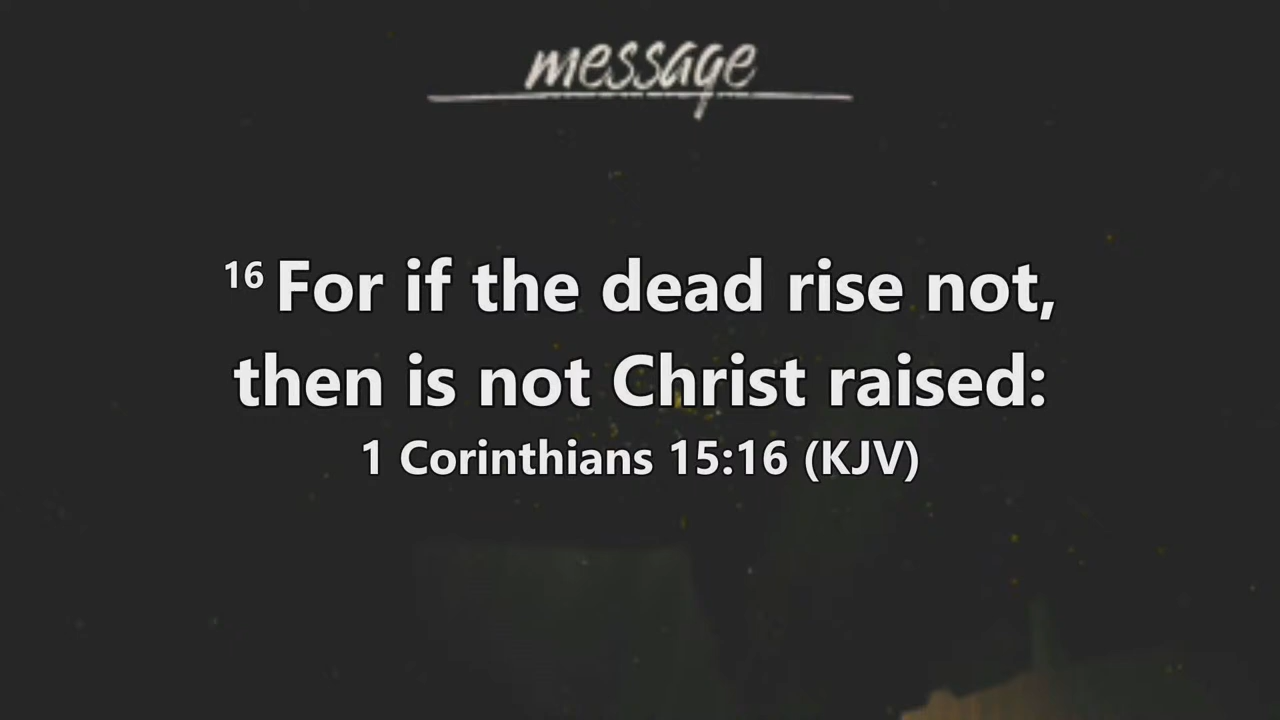 message
16 For if the dead rise not,
then is not Christ raised:
1 Corinthians 15:16 (KJV)